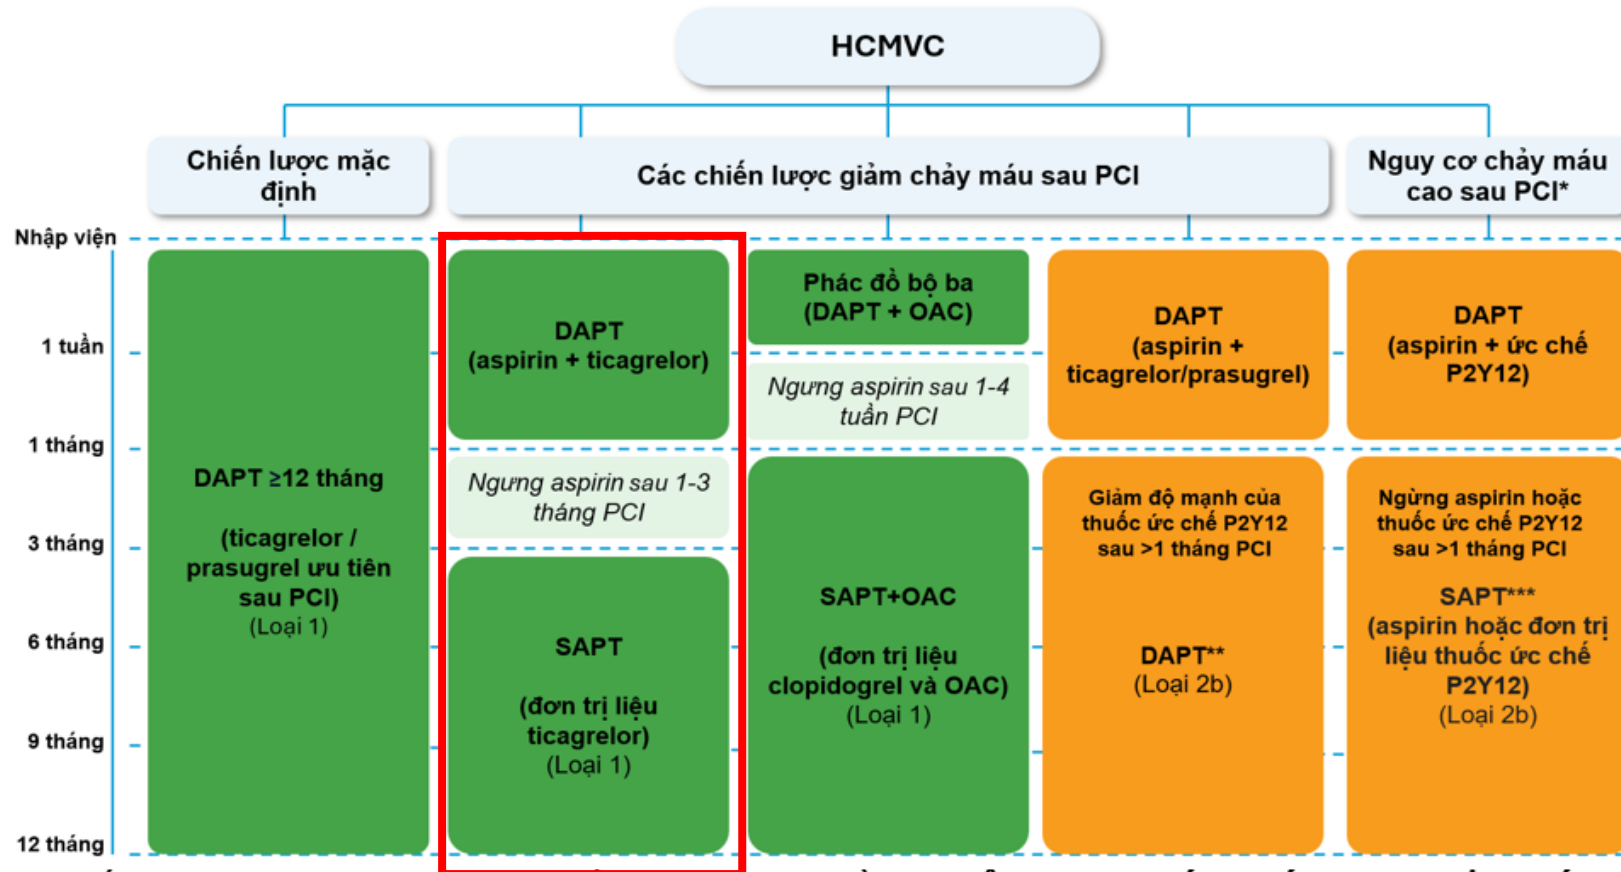 HCMVC
Chiến lược mặc
định
Các chiến lược giảm chảy máu sau PCI
Nguy cơ chảy máu
cao sau PCI*
Nhập viện
1 tuần
1 tháng
3 tháng
6 tháng
9 tháng
12 tháng
DAPT ≥12 tháng
(ticagrelor /
prasugrel ưu tiên
sau PCI)
(Loại 1)
DAPT
(aspirin + ticagrelor)
Ngưng aspirin sau 1-3
tháng PCI
SAPT
(đơn trị liệu
ticagrelor)
(Loại 1)
Phác đồ bộ ba
(DAPT + OAC)
Ngưng aspirin sau 1-4
tuần PCI
SAPT+OAC
(đơn trị liệu
clopidogrel và OAC)
(Loại 1)
DAPT
(aspirin +
ticagrelor/prasugrel)
Giảm độ mạnh của
thuốc ức chế P2Y12
sau >1 tháng PCI
DAPT**
(Loại 2b)
DAPT
(aspirin + ức chế
P2Y12)
Ngừng aspirin hoặc
thuốc ức chế P2Y12
sau >1 tháng PCI
SAPT***
(aspirin hoặc đơn trị
liệu thuốc ức chế
P2Y12)
(Loại 2b)